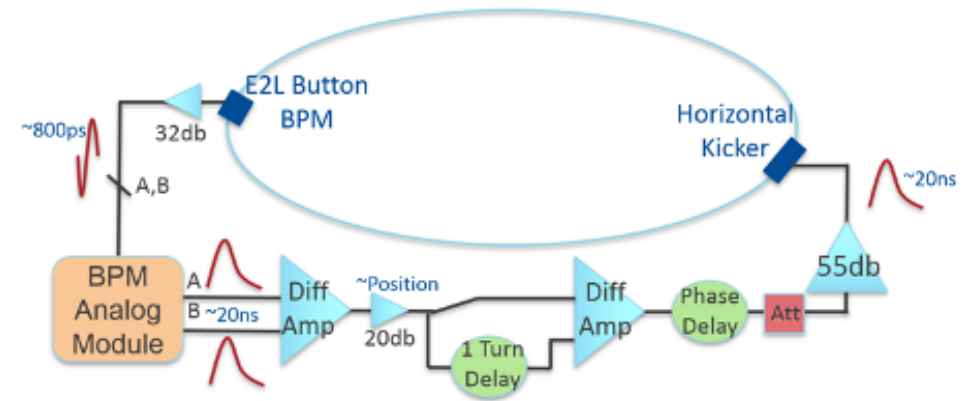 E2L Button
BPM
Horizontal
Kicker
~800ps
32db
A,B
~20ns
BPM
Analog
Module
A
B ~20ns
Diff
Amp
~Position
20db
1 Turn
Delay
Diff
Amp
Phase
Delay
Att
55db